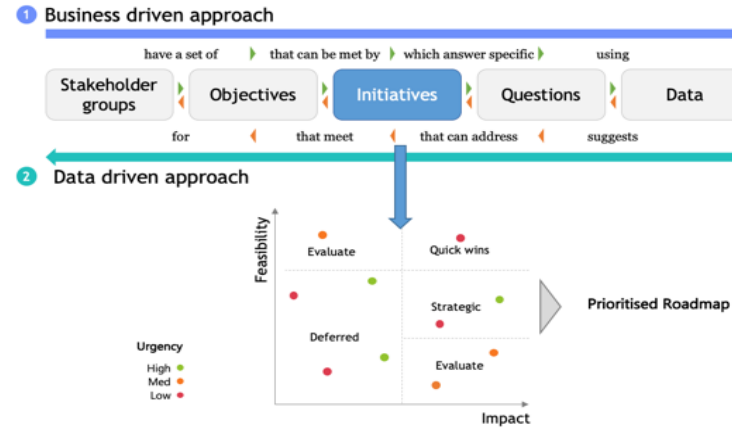 1 Business driven approach
have a set of that can be met by which answer specific using
Stakeholder groups
Objectives
Initiatives
Questions
Data
for that meet that can address suggests
2 Data driven approach
Feasibility
Evaluate
Quick wins
Strategic
Deferred
Evaluate
Impact
Prioritised Roadmap
Urgency
High
Med
Low